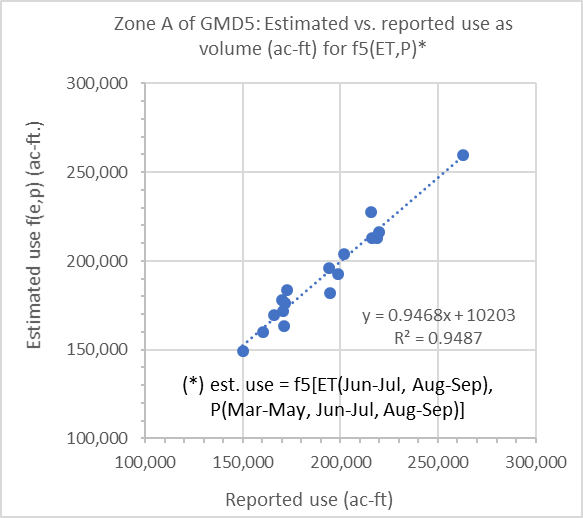 Zone A of GMD5: Estimated vs. reported use as
volume (ac-ft) for f5(ET,P)*
Estimated use f(e,p) (ac-ft.)
300,000
250,000
200,000
150,000
100,000
y = 0.9468x + 10203
R² = 0.9487
(*) est. use = f5[ET(Jun-Jul, Aug-Sep),
P(Mar-May, Jun-Jul, Aug-Sep)]
100,000 150,000 200,000 250,000 300,000
Reported use (ac-ft)